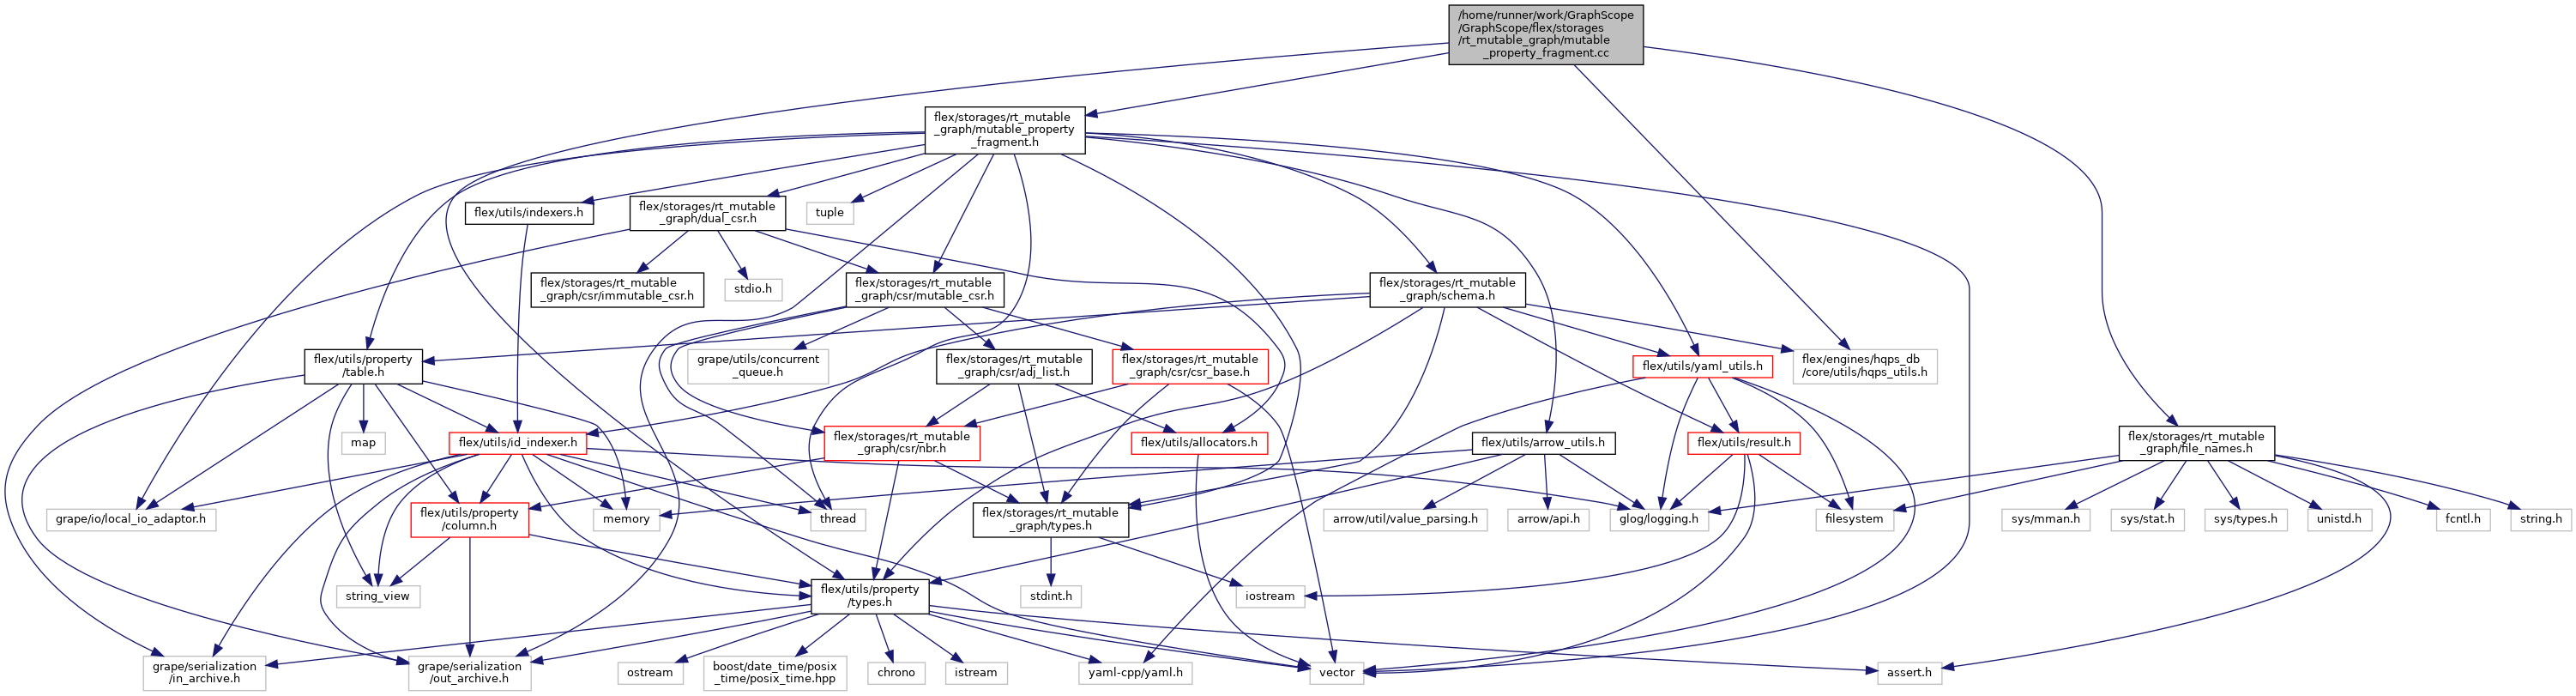 /home/runner/work/GraphScope
/GraphScope/flex/storages
/rt_mutable_graph/mutable
_property_fragment.cc
flex/storages/rt_mutable
_graph/mutable_property
_fragment.h
flex/utils/indexers.h
flex/storages/rt_mutable
_graph/dual_csr.h
tuple
flex/storages/rt_mutable
_graph/csr/immutable_csr.h
stdio.h
flex/storages/rt_mutable
_graph/csr/mutable_csr.h
flex/storages/rt_mutable
_graph/schema.h
flex/utils/property
/table.h
grape/utils/concurrent
_queue.h
flex/storages/rt_mutable
_graph/csr/adj_list.h
flex/storages/rt_mutable
_graph/csr/csr_base.h
flex/utils/yaml_utils.h
flex/engines/hqps_db
/core/utils/hqps_utils.h
map
flex/utils/id_indexer.h
flex/storages/rt_mutable
_graph/csr/nbr.h
flex/utils/allocators.h
flex/utils/arrow_utils.h
flex/utils/result.h
flex/storages/rt_mutable
_graph/file_names.h
grape/io/local_io_adaptor.h
flex/utils/property
/column.h
memory
thread
flex/storages/rt_mutable
_graph/types.h
arrow/util/value_parsing.h
arrow/api.h
glog/logging.h
filesystem
sys/mman.h
sys/stat.h
sys/types.h
unistd.h
fcntl.h
string.h
string_view
flex/utils/property
/types.h
stdint.h
iostream
grape/serialization
/in_archive.h
grape/serialization
/out_archive.h
ostream
boost/date_time/posix
_time/posix_time.hpp
chrono
istream
yaml-cpp/yaml.h
vector
assert.h